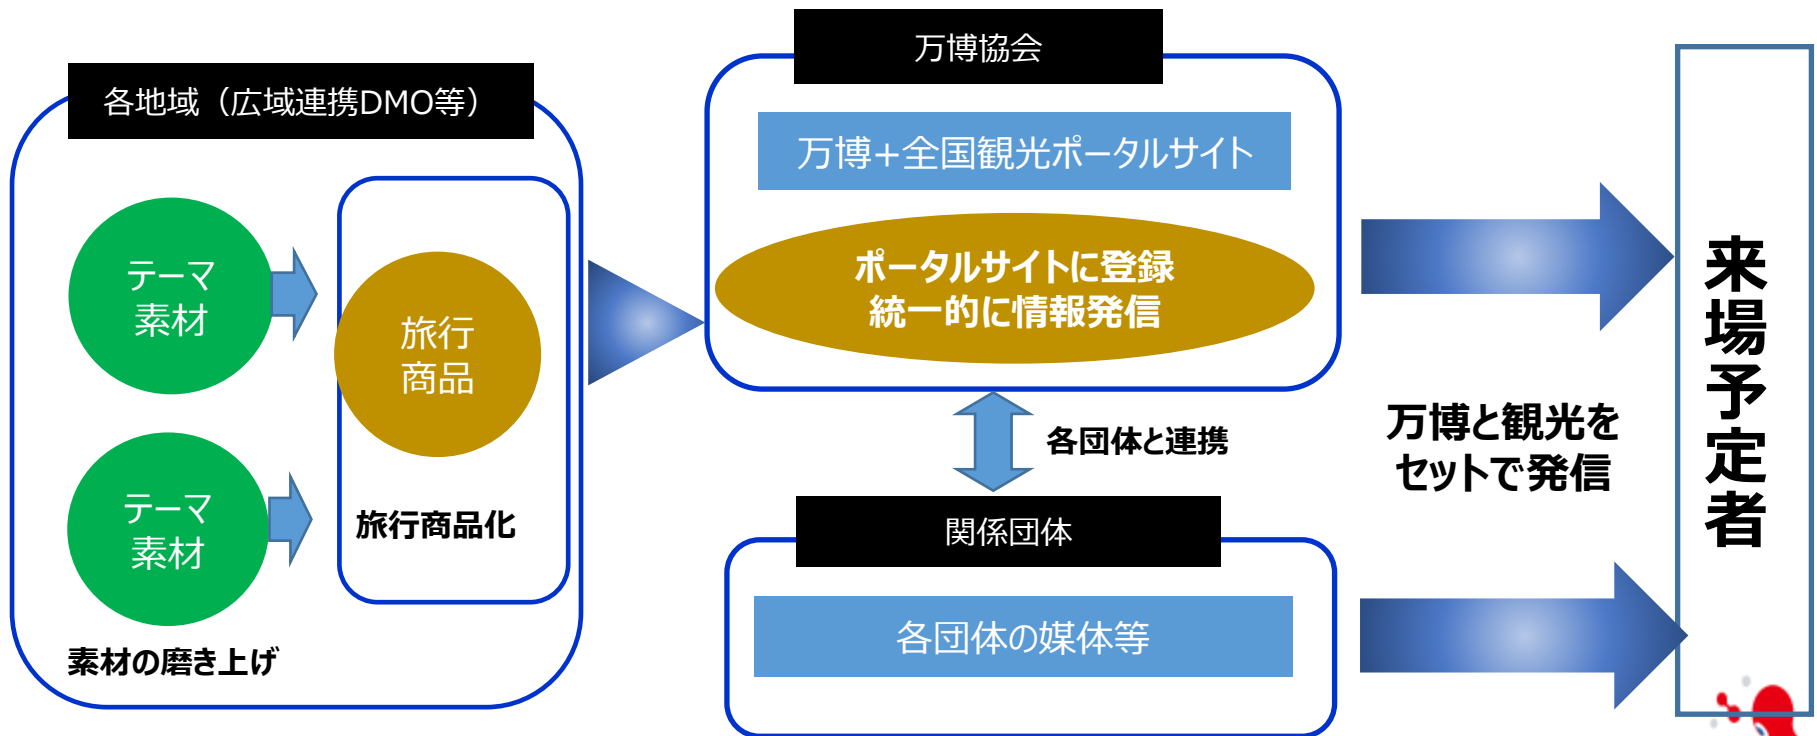 各地域（広域連携DMO等）
テーマ
素材
テーマ
素材
素材の磨き上げ
旅行
商品
旅行商品化
万博協会
万博+全国観光ポータルサイト
ポータルサイトに登録
統一的に情報発信
各団体と連携
関係団体
各団体の媒体等
万博と観光を
セットで発信
来場予定者